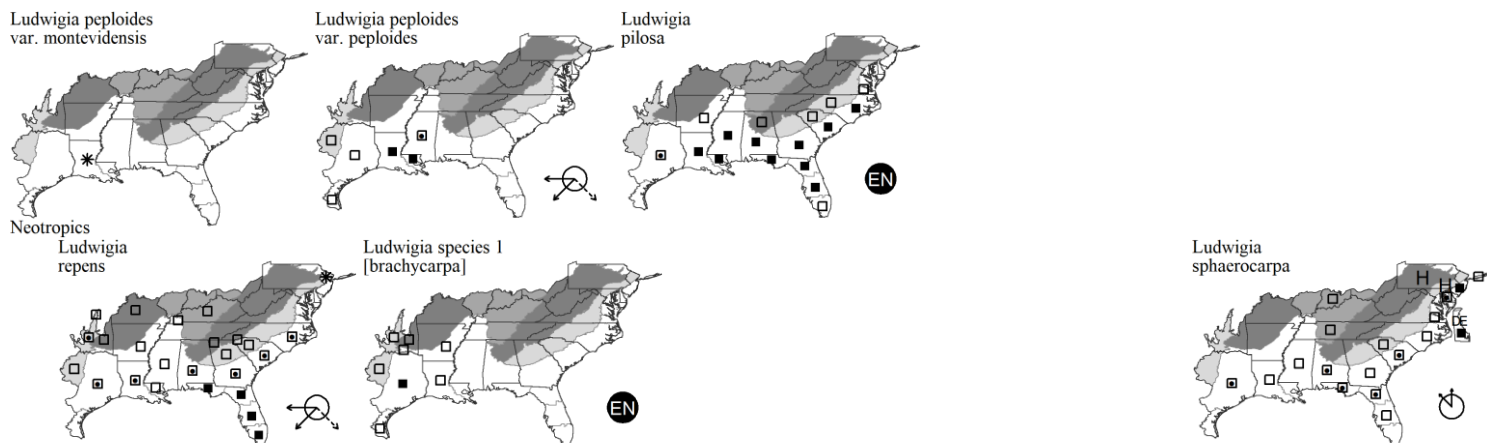 Ludwigia peploides
var. montevidensis
Ludwigia peploides
var. peploides
Ludwigia
pilosa
EN
Neotropics
Ludwigia
repens
Ludwigia species 1
[brachycarpa]
EN
Ludwigia
sphaerocarpa
H
H
DE